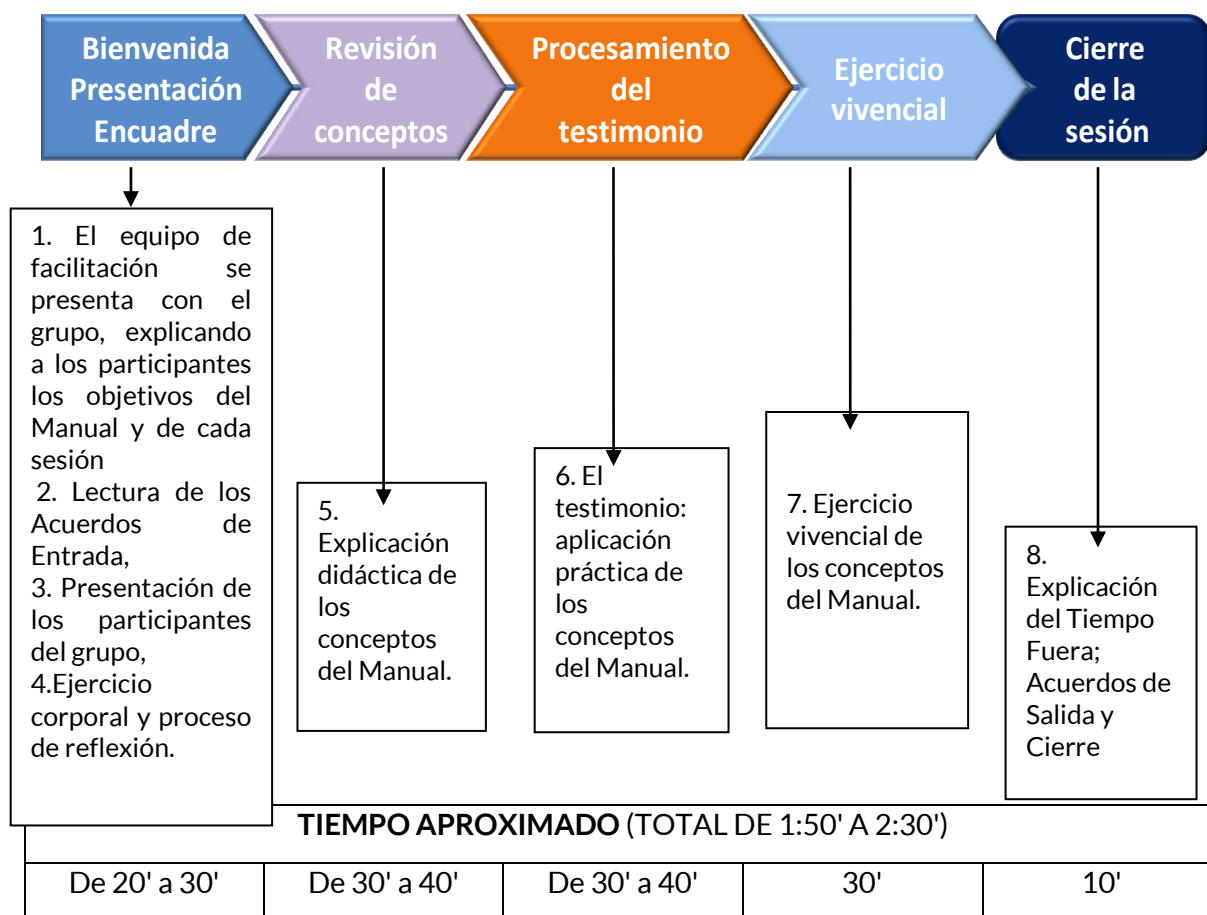 Bienvenida
Presentación
Encuadre
Revisión
de
conceptos
Procesamiento
del
testimonio
Ejercicio
vivencial
Cierre
de la
sesión
1. El equipo de
facilitación se
presenta con el
grupo, explicando
a los participantes
los objetivos del
Manual y de cada
sesión
2. Lectura de los
Acuerdos de
Entrada,
3. Presentación de
los participantes
del grupo,
4.Ejercicio
corporal y proceso
de reflexión.
5.
Explicación
didáctica de
los
conceptos
del Manual.
6. El
testimonio:
aplicación
práctica de
los
conceptos
del Manual.
7. Ejercicio
vivencial de
los conceptos
del Manual.
8.
Explicación
del Tiempo
Fuera;
Acuerdos de
Salida y
Cierre
TIEMPO APROXIMADO (TOTAL DE 1:50' A 2:30')
De 20' a 30'
De 30' a 40'
De 30' a 40'
30'
10'